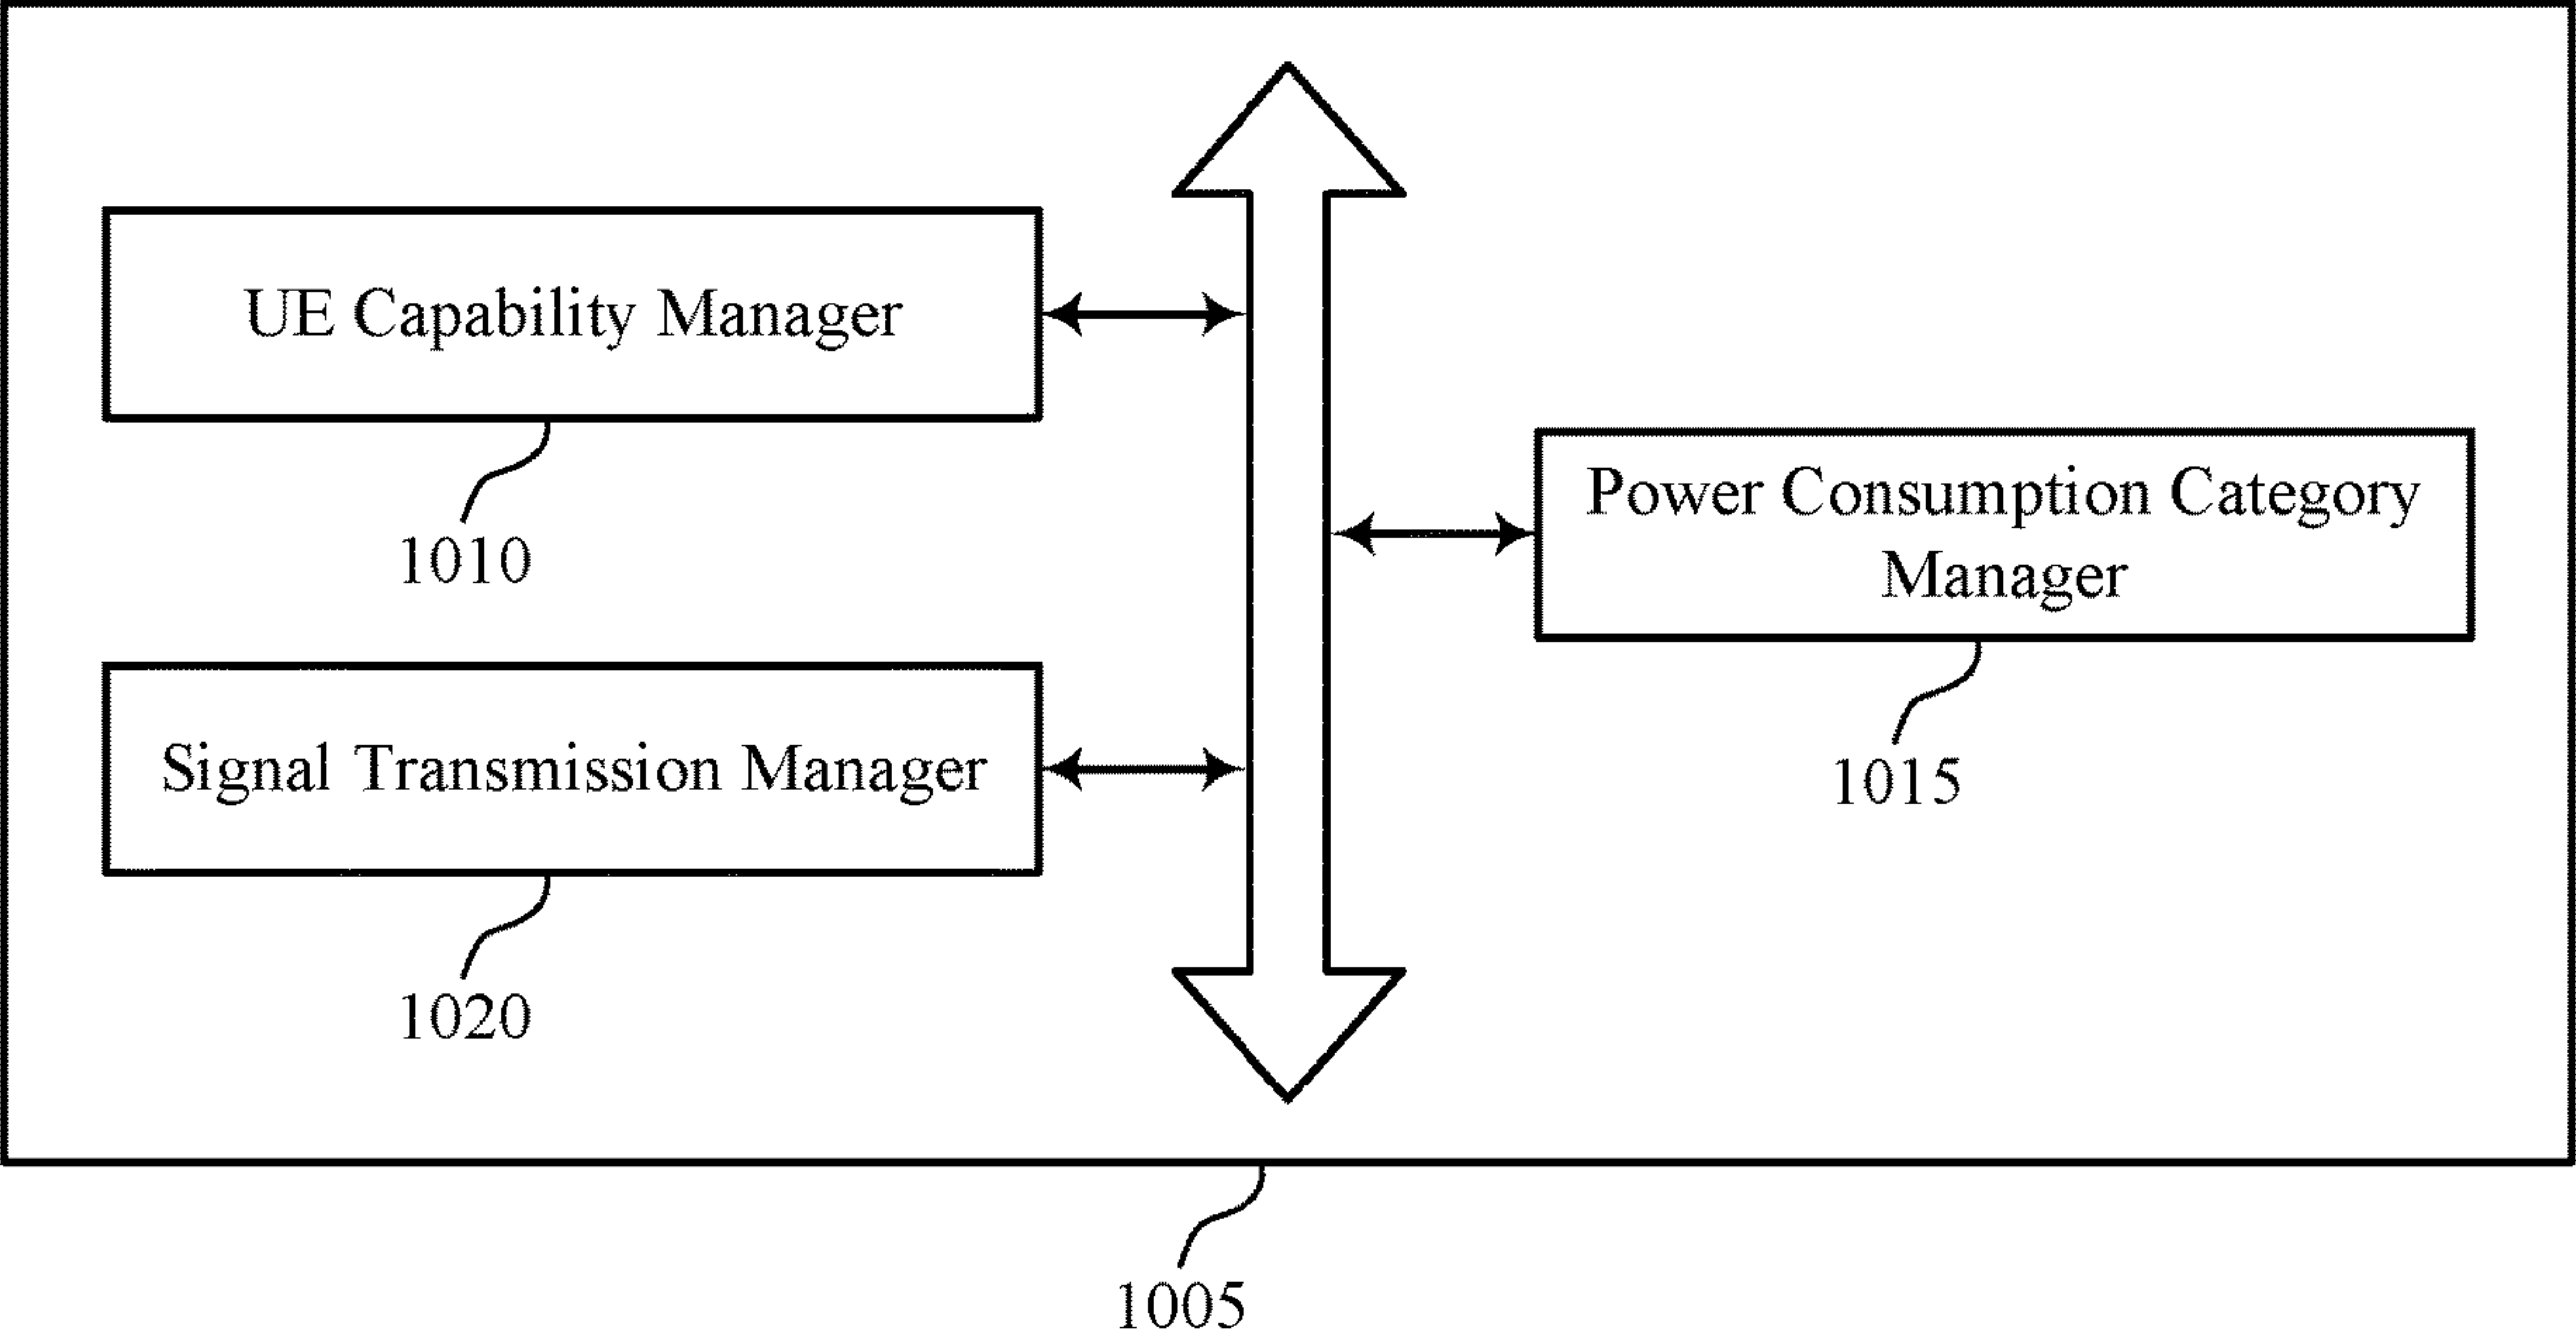 UE Capability Manager
1010
Power Consumption Category
Manager
1015
Signal Transmission Manager
1020
1005